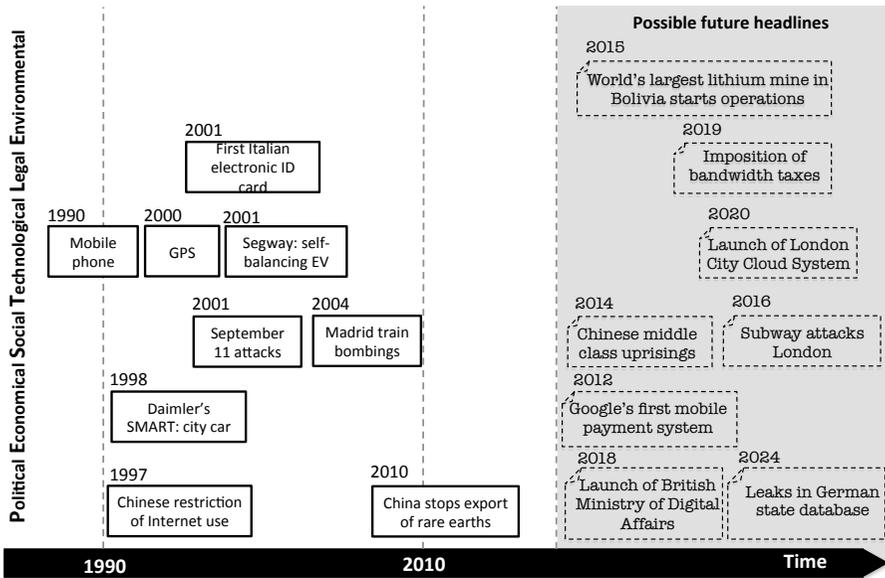 Possible future headlines
2015
World's largest lithium mine in
Bolivia starts operations
2001
First Italian
electronic ID
card
2019
Imposition of
bandwidth taxes
1990
Mobile
phone
2000
GPS
2001
Segway: self-
balancing EV
2020
Launch of London
City Cloud System
2001
September
11 attacks
2004
Madrid train
bombings
2014
Chinese middle
class uprisings
2016
Subway attacks
London
1998
Daimler's
SMART: city car
2012
Google's first mobile
payment system
1997
Chinese restriction
of Internet use
2010
China stops export
of rare earths
2018
Launch of British
Ministry of Digital
Affairs
2024
Leaks in German
state database
Political Economical Social Technological Legal Environmental
1990
2010
Time